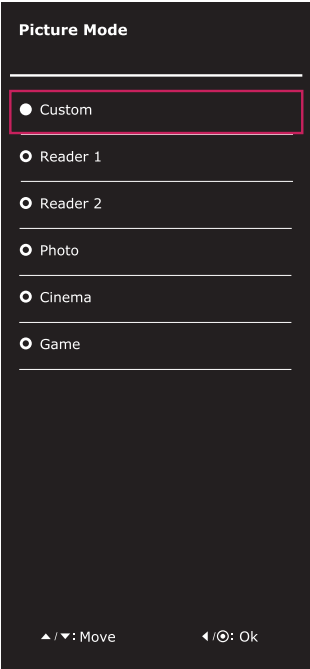 Picture Mode
Custom
Reader 1
Reader 2
Photo
Cinema
Game
▲/▼: Move ◀/⦿: Ok